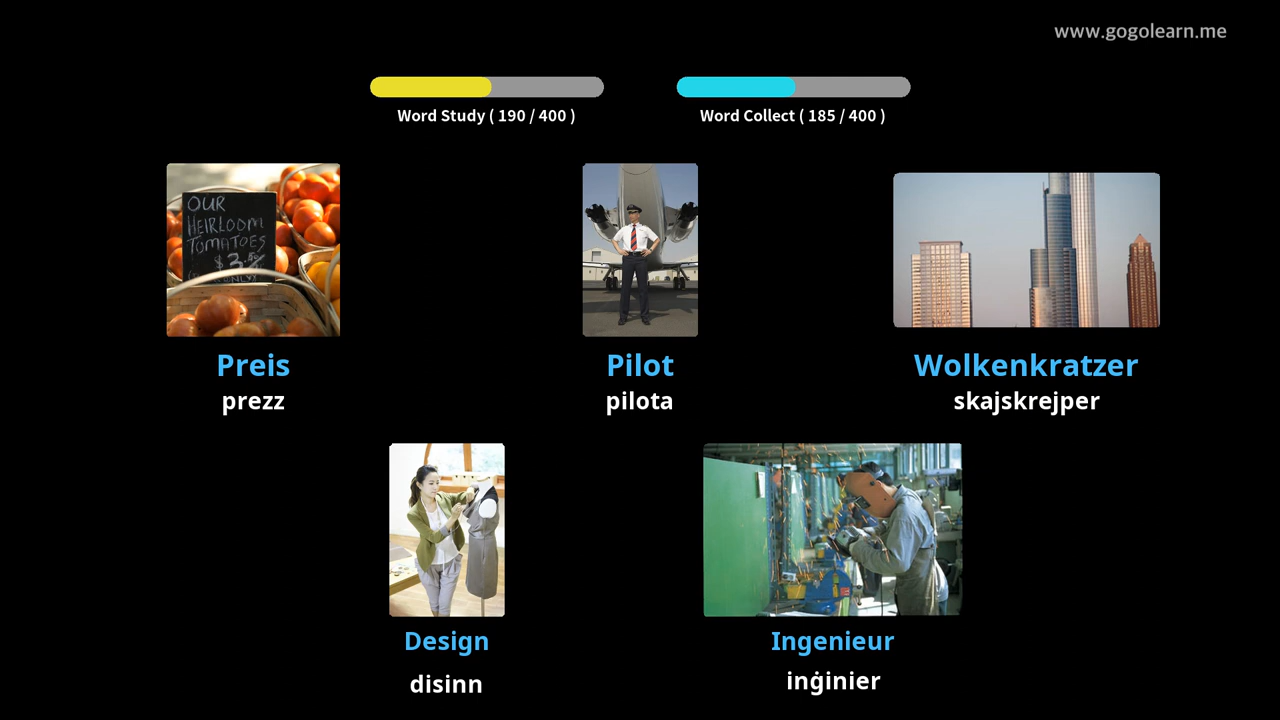 www.gogolearn.me
Word Study ( 190 / 400 )
Word Collect ( 185 / 400 )
OUR
HEIRLOOM
TOMATOES
Preis
prezz
Pilot
pilota
Wolkenkratzer
skajskrejper
Design
disinn
Ingenieur
inġinier